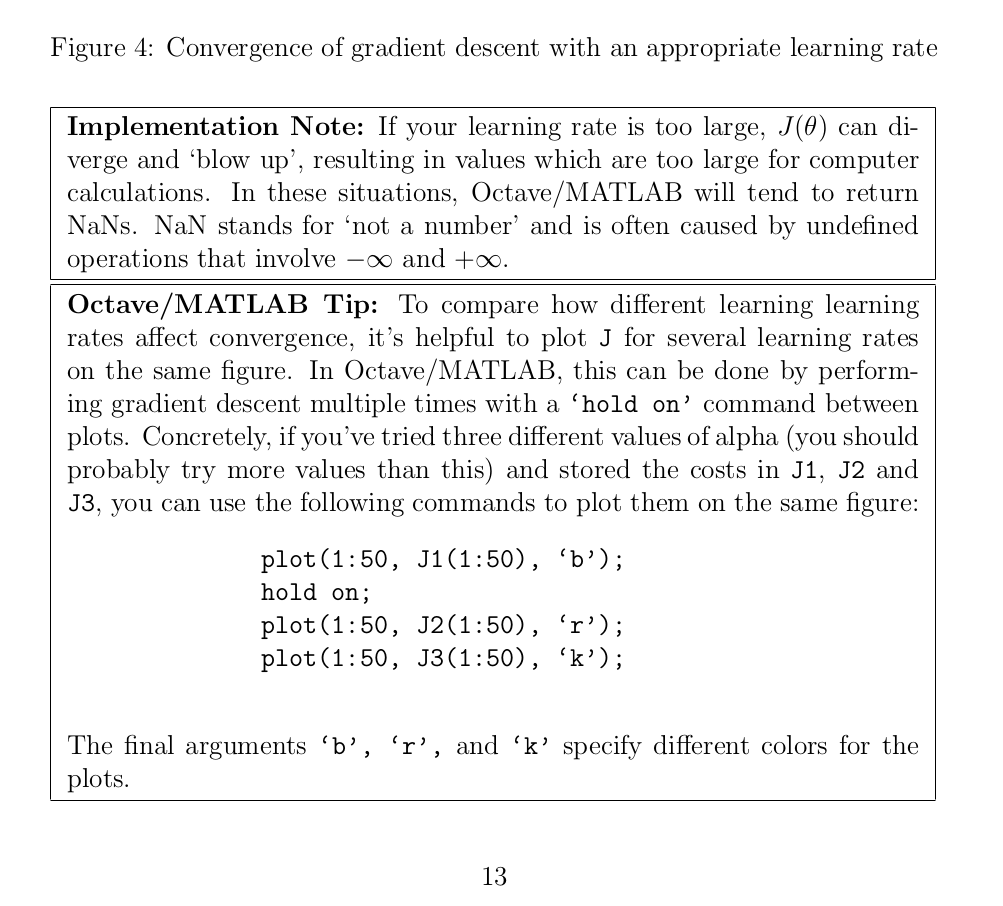 Figure 4: Convergence of gradient descent with an appropriate learning rate
Implementation Note: If your learning rate is too large, J(θ) can di-
verge and ‘blow up’, resulting in values which are too large for computer
calculations. In these situations, Octave/MATLAB will tend to return
NaNs. NaN stands for ‘not a number’ and is often caused by undefined
operations that involve −∞ and +∞.
Octave/MATLAB Tip: To compare how different learning learning
rates affect convergence, it's helpful to plot J for several learning rates
on the same figure. In Octave/MATLAB, this can be done by perform-
ing gradient descent multiple times with a ‘hold on’ command between
plots. Concretely, if you've tried three different values of alpha (you should
probably try more values than this) and stored the costs in J1, J2 and
J3, you can use the following commands to plot them on the same figure:
plot(1:50, J1(1:50), ‘b’);
hold on;
plot(1:50, J2(1:50), ‘r’);
plot(1:50, J3(1:50), ‘k’);
The final arguments ‘b’, ‘r’, and ‘k’ specify different colors for the
plots.
13